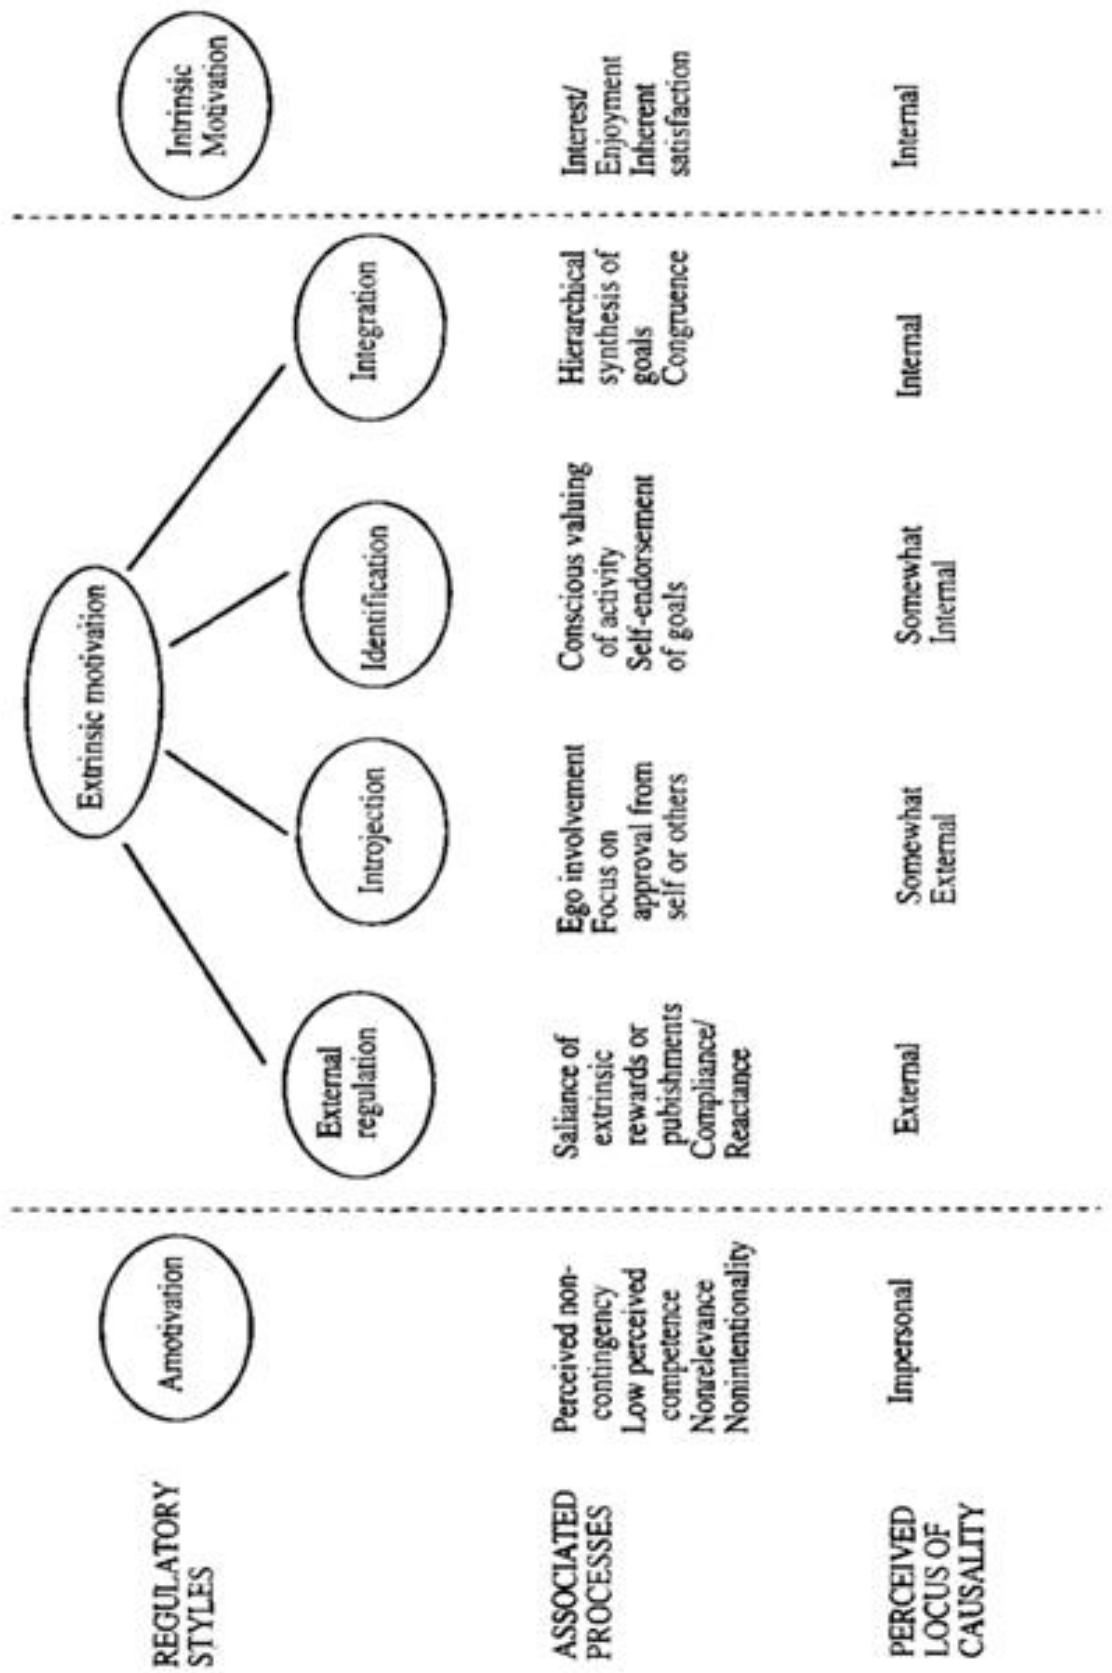 REGULATORY
STYLES
Amotivation
Extrinsic motivation
External
regulation
Introjection
Identification
Integration
Intrinsic
Motivation
ASSOCIATED
PROCESSES
Perceived non-
contingency
Low perceived
competence
Nonrelevance
Nonintentionality
Saliance of
extrinsic
rewards or
pubishments
Compliance/
Reactance
Ego involvement
Focus on
approval from
self or others
Conscious valuing
of activity
Self-endorsement
of goals
Hierarchical
synthesis of
goals
Congruence
Interest/
Enjoyment
Inherent
satisfaction
PERCEIVED
LOCUS OF
CAUSALITY
Impersonal
External
Somewhat
External
Somewhat
Internal
Internal
Internal